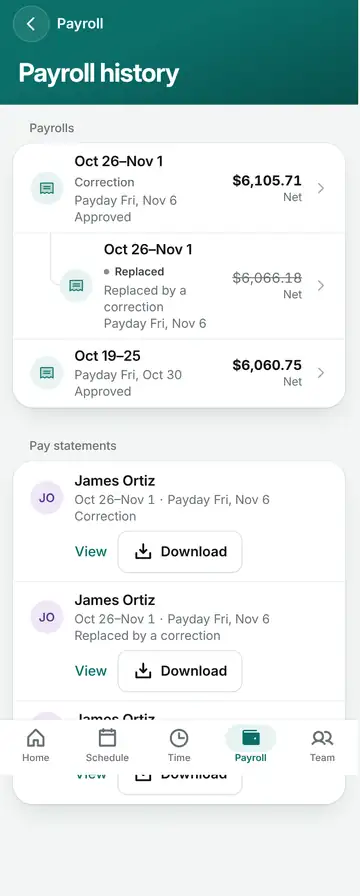 Payroll
Payroll history
Payrolls
Oct 26–Nov 1
Correction
Payday Fri, Nov 6
Approved
$6,105.71
Net
Oct 26–Nov 1
Replaced
Replaced by a
correction
Payday Fri, Nov 6
$6,066.18
Net
Oct 19–25
Payday Fri, Oct 30
Approved
$6,060.75
Net
Pay statements
JO
James Ortiz
Oct 26–Nov 1 · Payday Fri, Nov 6
Correction
View
Download
JO
James Ortiz
Oct 26–Nov 1 · Payday Fri, Nov 6
Replaced by a correction
View
Download
James Ortiz
Home
Schedule
Time
Payroll
Team
View
Download